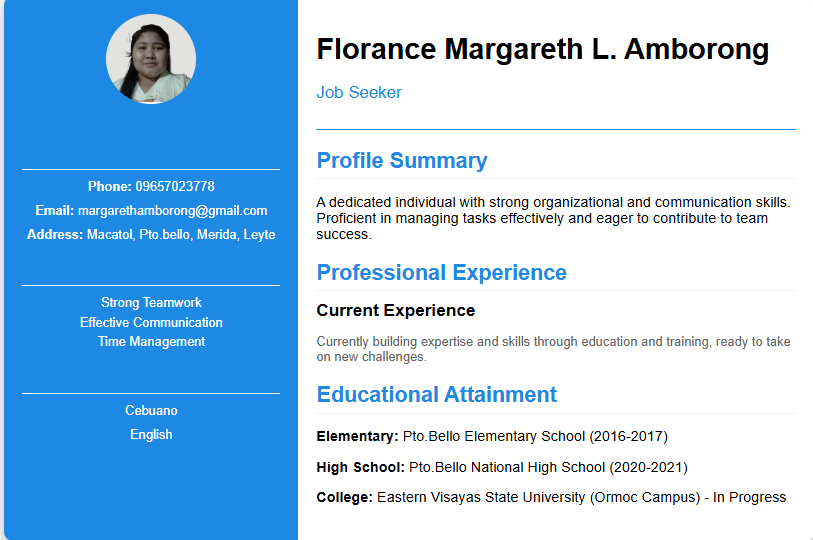 Phone: 09657023778
Email: margarethamborong@gmail.com
Address: Macatol, Pto.bello, Merida, Leyte
Strong Teamwork
Effective Communication
Time Management
Cebuano
English
Florance Margareth L. Amborong
Job Seeker
Profile Summary
A dedicated individual with strong organizational and communication skills.
Proficient in managing tasks effectively and eager to contribute to team
success.
Professional Experience
Current Experience
Currently building expertise and skills through education and training, ready to take
on new challenges.
Educational Attainment
Elementary: Pto.Bello Elementary School (2016-2017)
High School: Pto.Bello National High School (2020-2021)
College: Eastern Visayas State University (Ormoc Campus) - In Progress